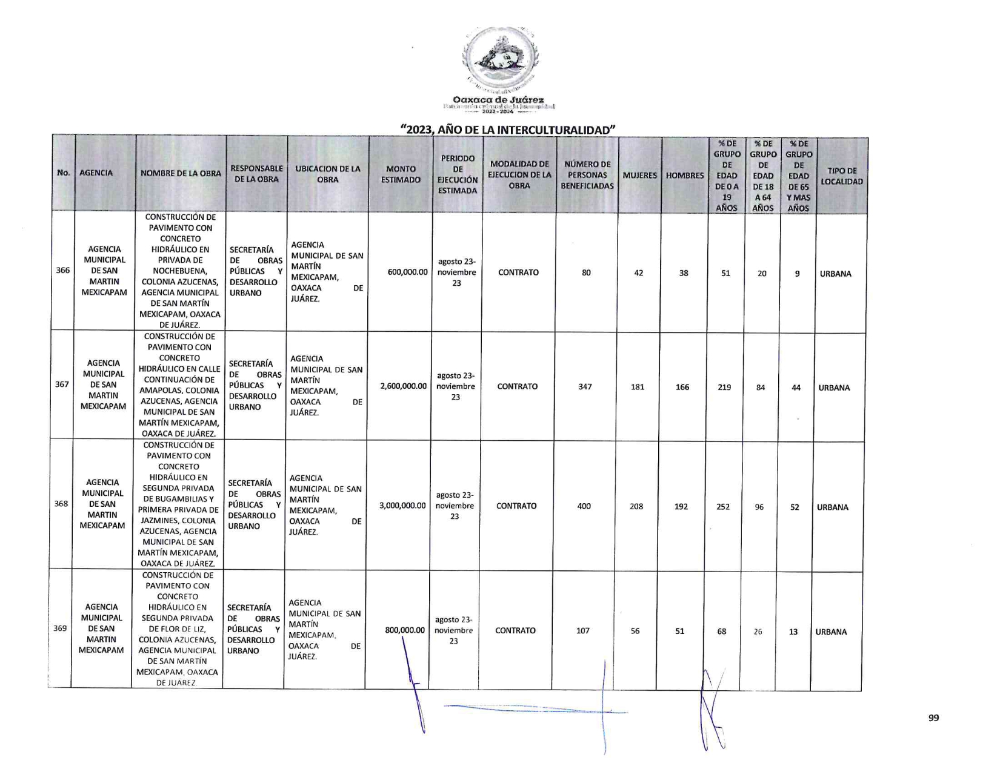 Oaxaca de Juárez
Patrimonio cultural de la humanidad
2022 - 2024
“2023, AÑO DE LA INTERCULTURALIDAD”
No.
AGENCIA
NOMBRE DE LA OBRA
RESPONSABLE
DE LA OBRA
UBICACION DE LA
OBRA
MONTO
ESTIMADO
PERIODO
DE
EJECUCIÓN
ESTIMADA
MODALIDAD DE
EJECUCION DE LA
OBRA
NÚMERO DE
PERSONAS
BENEFICIADAS
MUJERES
HOMBRES
% DE
GRUPO
DE
EDAD
DE 0 A
19
AÑOS
% DE
GRUPO
DE
EDAD
DE 18
A 64
AÑOS
% DE
GRUPO
DE
EDAD
DE 65
Y MAS
AÑOS
TIPO DE
LOCALIDAD
366
AGENCIA
MUNICIPAL
DE SAN
MARTIN
MEXICAPAM
CONSTRUCCIÓN DE
PAVIMENTO CON
CONCRETO
HIDRÁULICO EN
PRIVADA DE
NOCHEBUENA,
COLONIA AZUCENAS,
AGENCIA MUNICIPAL
DE SAN MARTÍN
MEXICAPAM, OAXACA
DE JUÁREZ.
SECRETARÍA
DE OBRAS
PÚBLICAS Y
DESARROLLO
URBANO
AGENCIA
MUNICIPAL DE SAN
MARTÍN
MEXICAPAM,
OAXACA DE
JUÁREZ.
600,000.00
agosto 23-
noviembre
23
CONTRATO
80
42
38
51
20
9
URBANA
367
AGENCIA
MUNICIPAL
DE SAN
MARTIN
MEXICAPAM
CONSTRUCCIÓN DE
PAVIMENTO CON
CONCRETO
HIDRÁULICO EN CALLE
CONTINUACIÓN DE
AMAPOLAS, COLONIA
AZUCENAS, AGENCIA
MUNICIPAL DE SAN
MARTÍN MEXICAPAM,
OAXACA DE JUÁREZ.
SECRETARÍA
DE OBRAS
PÚBLICAS Y
DESARROLLO
URBANO
AGENCIA
MUNICIPAL DE SAN
MARTÍN
MEXICAPAM,
OAXACA DE
JUÁREZ.
2,600,000.00
agosto 23-
noviembre
23
CONTRATO
347
181
166
219
84
44
URBANA
368
AGENCIA
MUNICIPAL
DE SAN
MARTIN
MEXICAPAM
CONSTRUCCIÓN DE
PAVIMENTO CON
CONCRETO
HIDRÁULICO EN
SEGUNDA PRIVADA
DE BUGAMBILIAS Y
PRIMERA PRIVADA DE
JAZMINES, COLONIA
AZUCENAS, AGENCIA
MUNICIPAL DE SAN
MARTÍN MEXICAPAM,
OAXACA DE JUÁREZ.
SECRETARÍA
DE OBRAS
PÚBLICAS Y
DESARROLLO
URBANO
AGENCIA
MUNICIPAL DE SAN
MARTÍN
MEXICAPAM,
OAXACA DE
JUÁREZ.
3,000,000.00
agosto 23-
noviembre
23
CONTRATO
400
208
192
252
96
52
URBANA
369
AGENCIA
MUNICIPAL
DE SAN
MARTIN
MEXICAPAM
CONSTRUCCIÓN DE
PAVIMENTO CON
CONCRETO
HIDRÁULICO EN
SEGUNDA PRIVADA
DE FLOR DE LIZ,
COLONIA AZUCENAS,
AGENCIA MUNICIPAL
DE SAN MARTÍN
MEXICAPAM, OAXACA
DE JUÁREZ.
SECRETARÍA
DE OBRAS
PÚBLICAS Y
DESARROLLO
URBANO
AGENCIA
MUNICIPAL DE SAN
MARTÍN
MEXICAPAM,
OAXACA DE
JUÁREZ.
800,000.00
agosto 23-
noviembre
23
CONTRATO
107
56
51
68
26
13
URBANA
99